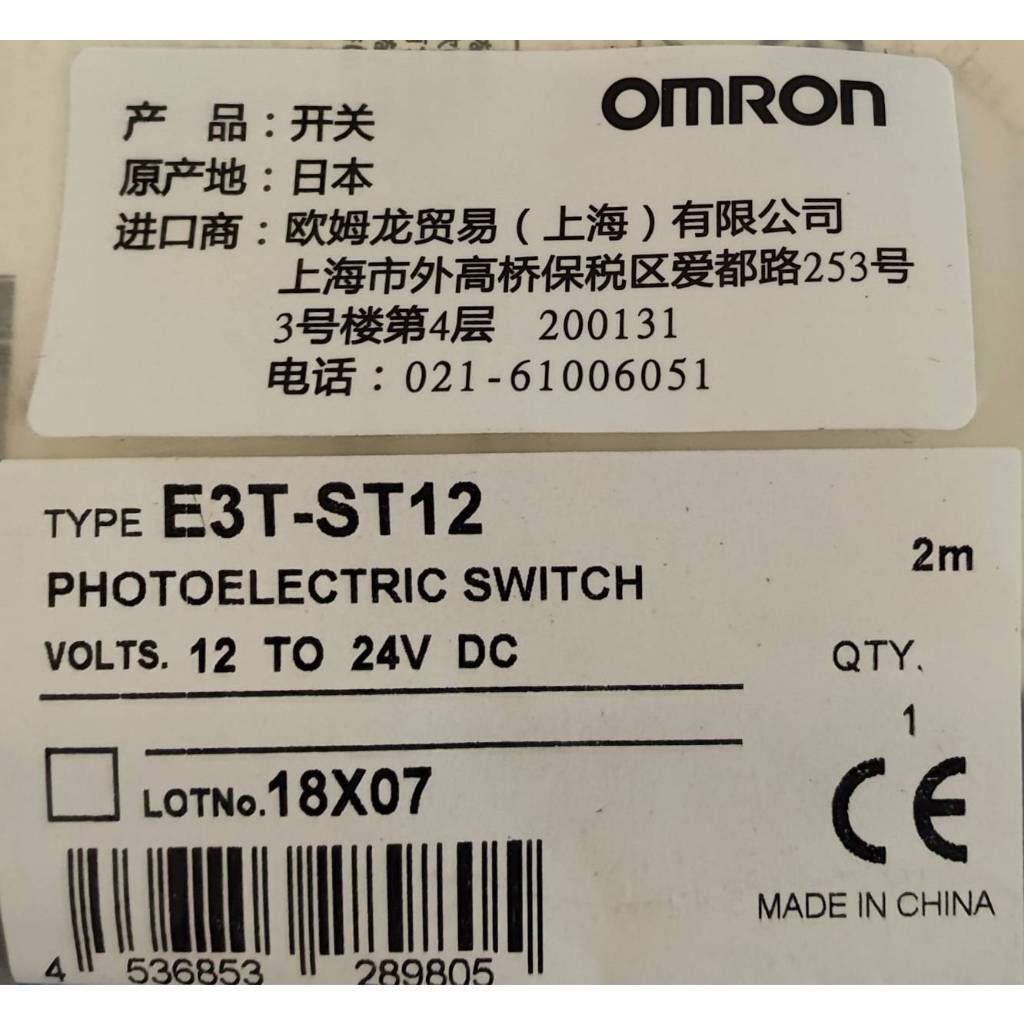 OMRON
产 品：开关
原产地：日本
进口商：欧姆龙贸易（上海）有限公司
上海市外高桥保税区爱都路253号
3号楼第4层 200131
电话：021-61006051
TYPE E3T-ST12
2m
PHOTOELECTRIC SWITCH
VOLTS. 12 TO 24V DC
QTY.
1
LOTNo.18X07
CE
MADE IN CHINA
4 536853 289805